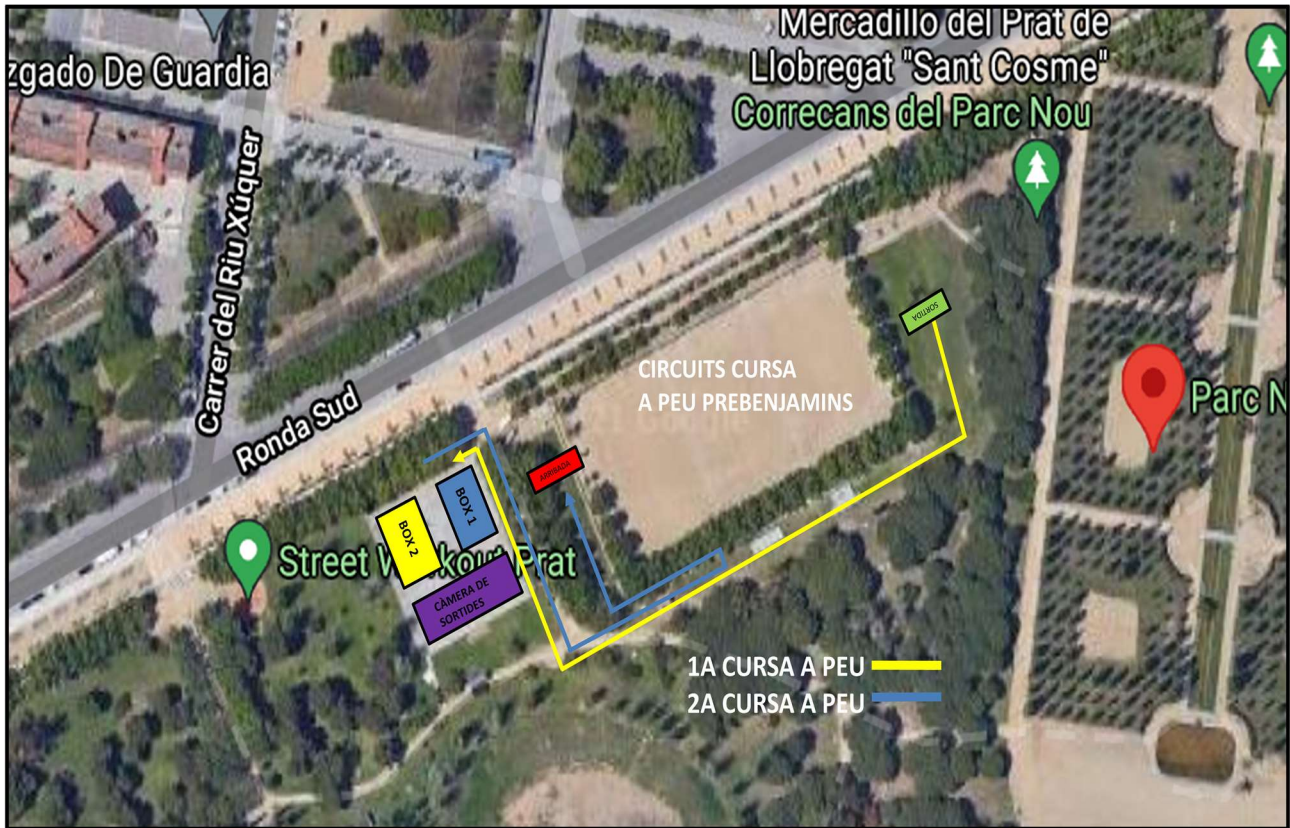 Mercadillo del Prat de
Llobregat "Sant Cosme"
zgado De Guardia
Correcans del Parc Nou
Carrer del Riu Xúquer
SORTIDA
CIRCUITS CURSA
A PEU PREBENJAMINS
Parc N
Ronda Sud
ARRIBADA
BOX 1
BOX 2
Street Workout Prat
CÀMERA DE
SORTIDES
1A CURSA A PEU
2A CURSA A PEU